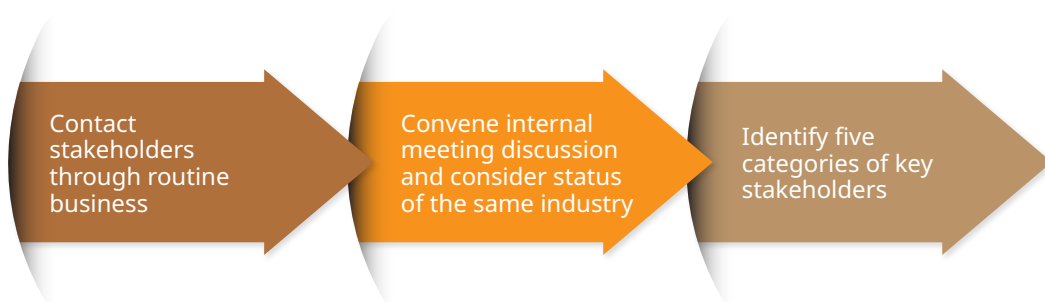 Contact
stakeholders
through routine
business
Convene internal
meeting discussion
and consider status
of the same industry
Identify five
categories of key
stakeholders